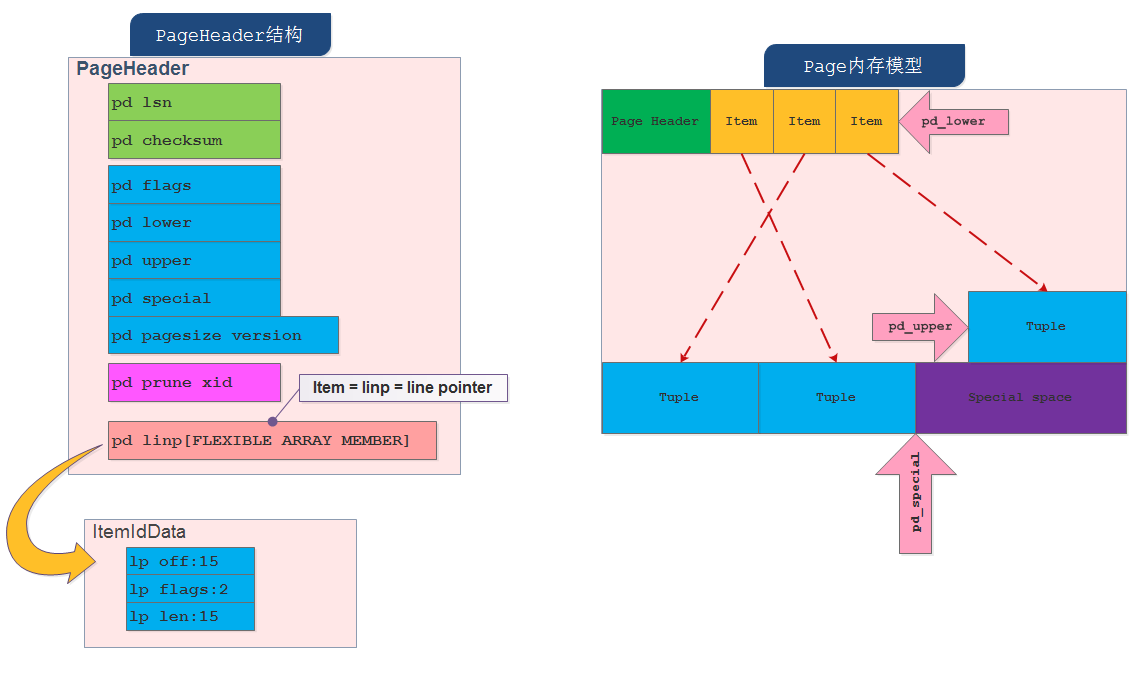 PageHeader结构
PageHeader
pd lsn
pd checksum
pd flags
pd lower
pd upper
pd special
pd pagesize version
pd prune xid
Item = linp = line pointer
pd linp[FLEXIBLE ARRAY MEMBER]
ItemIdData
lp off:15
lp flags:2
lp len:15
Page内存模型
Page Header
Item
Item
Item
pd_lower
pd_upper
Tuple
Tuple
Tuple
Special space
pd_special